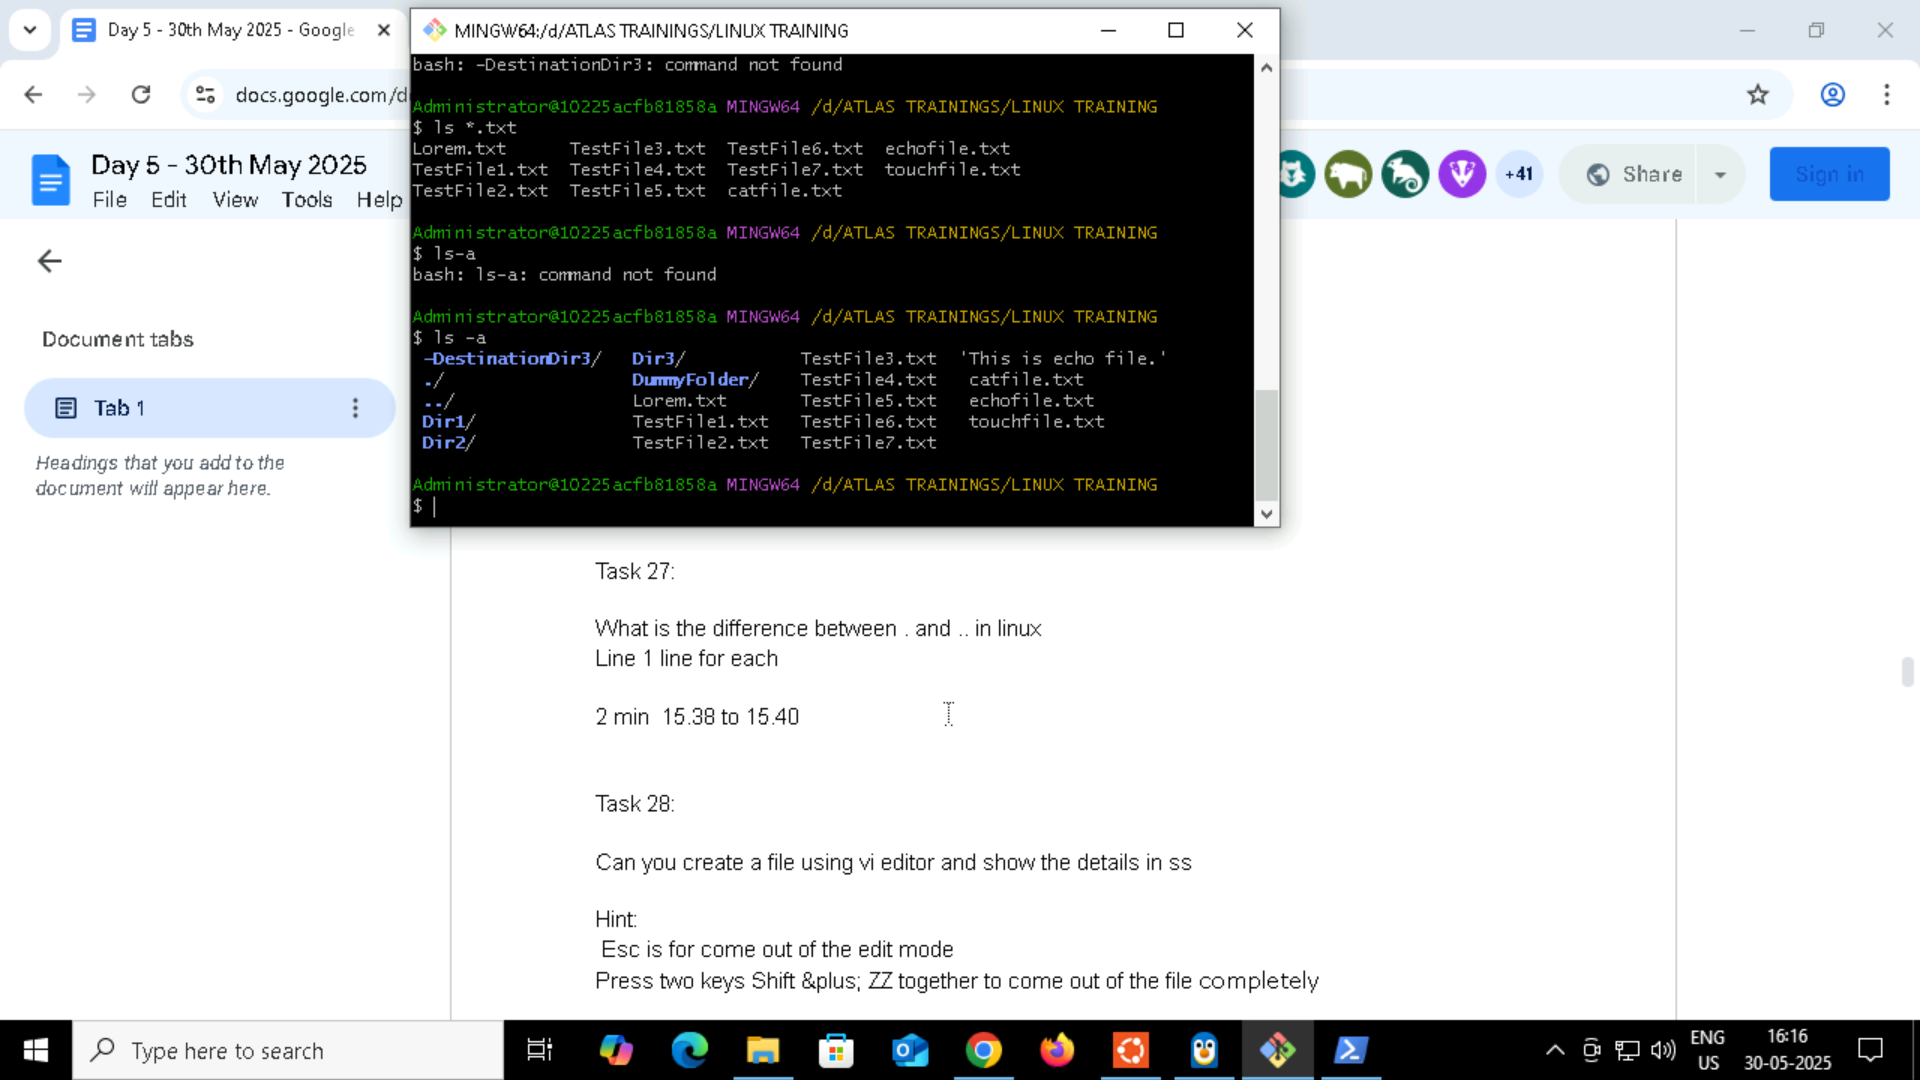 Day 5 - 30th May 2025 - Google
MINGW64:/d/ATLAS TRAININGS/LINUX TRAINING
docs.google.com/d
Day 5 - 30th May 2025
File Edit View Tools Help
+41
Share
Sign in
bash: -DestinationDir3: command not found
Administrator@10225acfb81858a MINGW64 /d/ATLAS TRAININGS/LINUX TRAINING
$ ls *.txt
Lorem.txt TestFile3.txt TestFile6.txt echofile.txt
TestFile1.txt TestFile4.txt TestFile7.txt touchfile.txt
TestFile2.txt TestFile5.txt catfile.txt
Administrator@10225acfb81858a MINGW64 /d/ATLAS TRAININGS/LINUX TRAINING
$ ls-a
bash: ls-a: command not found
Administrator@10225acfb81858a MINGW64 /d/ATLAS TRAININGS/LINUX TRAINING
$ ls -a
-DestinationDir3/ Dir3/ TestFile3.txt 'This is echo file.'
./ DummyFolder/ TestFile4.txt catfile.txt
../ Lorem.txt TestFile5.txt echofile.txt
Dir1/ TestFile1.txt TestFile6.txt touchfile.txt
Dir2/ TestFile2.txt TestFile7.txt
Administrator@10225acfb81858a MINGW64 /d/ATLAS TRAININGS/LINUX TRAINING
$
Document tabs
Tab 1
Headings that you add to the
document will appear here.
Task 27:
What is the difference between . and .. in linux
Line 1 line for each
2 min 15.38 to 15.40
Task 28:
Can you create a file using vi editor and show the details in ss
Hint:
Esc is for come out of the edit mode
Press two keys Shift &plus; ZZ together to come out of the file completely
Type here to search
ENG
US
16:16
30-05-2025